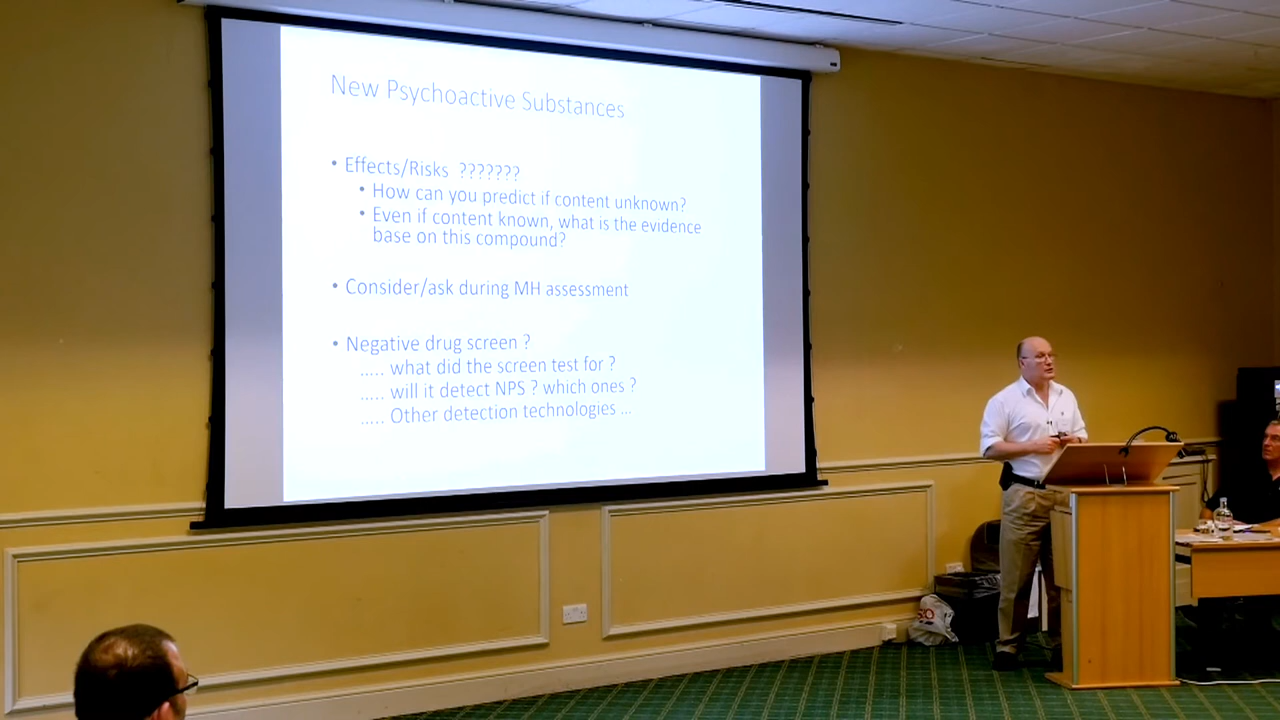 New Psychoactive Substances
• Effects/Risks ???????
• How can you predict if content unknown?
• Even if content known, what is the evidence
base on this compound?
• Consider/ask during MH assessment
• Negative drug screen ?
..... what did the screen test for ?
..... will it detect NPS ? which ones ?
..... Other detection technologies ...